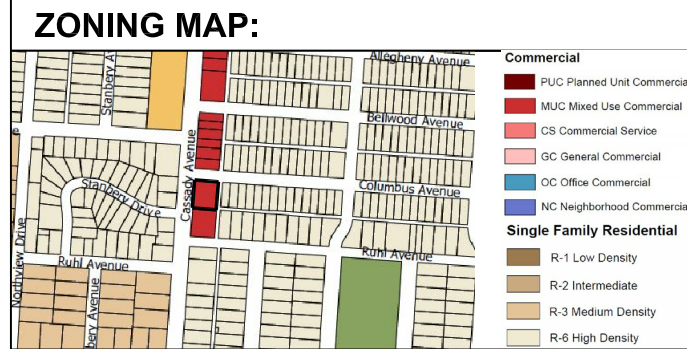 ZONING MAP:
Allegheny Avenue
Stanbery A
Bellwood Avenue
Cassady Avenue
Columbus Avenue
Stanbery Drive
Ruhl Avenue
Northview Drive
Ruhl Avenue
bery Avenue
e
Commercial
PUC Planned Unit Commercia
MUC Mixed Use Commercial
CS Commercial Service
GC General Commercial
OC Office Commercial
NC Neighborhood Commercia
Single Family Residential
R-1 Low Density
R-2 Intermediate
R-3 Medium Density
R-6 High Density